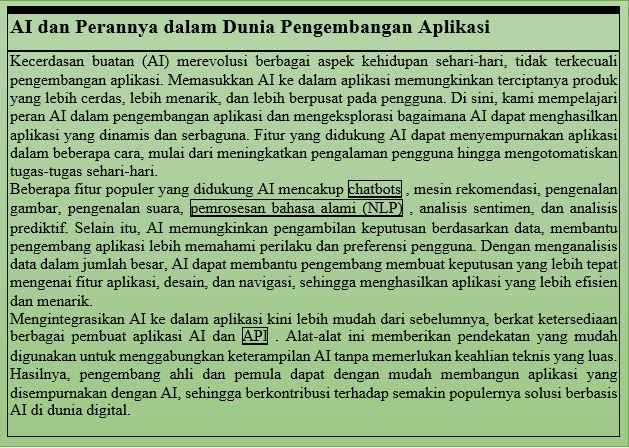 AI dan Perannya dalam Dunia Pengembangan Aplikasi
Kecerdasan buatan (AI) merevolusi berbagai aspek kehidupan sehari-hari, tidak terkecuali
pengembangan aplikasi. Memasukkan AI ke dalam aplikasi memungkinkan terciptanya produk
yang lebih cerdas, lebih menarik, dan lebih berpusat pada pengguna. Di sini, kami mempelajari
peran AI dalam pengembangan aplikasi dan mengeksplorasi bagaimana AI dapat menghasilkan
aplikasi yang dinamis dan serbaguna. Fitur yang didukung AI dapat menyempurnakan aplikasi
dalam beberapa cara, mulai dari meningkatkan pengalaman pengguna hingga mengotomatiskan
tugas-tugas sehari-hari.
Beberapa fitur populer yang didukung AI mencakup chatbots , mesin rekomendasi, pengenalan
gambar, pengenalan suara, pemrosesan bahasa alami (NLP) , analisis sentimen, dan analisis
prediktif. Selain itu, AI memungkinkan pengambilan keputusan berdasarkan data, membantu
pengembang aplikasi lebih memahami perilaku dan preferensi pengguna. Dengan menganalisis
data dalam jumlah besar, AI dapat membantu pengembang membuat keputusan yang lebih tepat
mengenai fitur aplikasi, desain, dan navigasi, sehingga menghasilkan aplikasi yang lebih efisien
dan menarik.
Mengintegrasikan AI ke dalam aplikasi kini lebih mudah dari sebelumnya, berkat ketersediaan
berbagai pembuat aplikasi AI dan API . Alat-alat ini memberikan pendekatan yang mudah
digunakan untuk menggabungkan keterampilan AI tanpa memerlukan keahlian teknis yang luas.
Hasilnya, pengembang ahli dan pemula dapat dengan mudah membangun aplikasi yang
disempurnakan dengan AI, sehingga berkontribusi terhadap semakin populernya solusi berbasis
AI di dunia digital.